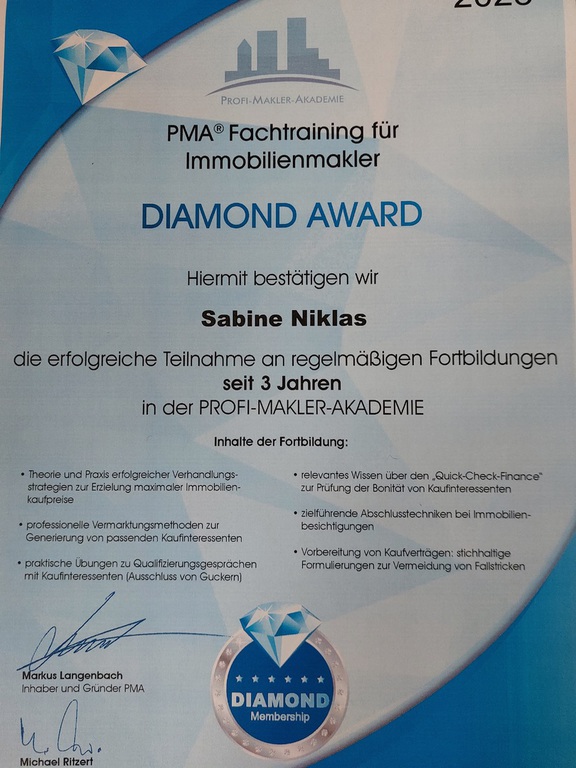 PROFI-MAKLER-AKADEMIE
PMA® Fachtraining für
Immobilienmakler
DIAMOND AWARD
Hiermit bestätigen wir
Sabine Niklas
die erfolgreiche Teilnahme an regelmäßigen Fortbildungen
seit 3 Jahren
in der PROFI-MAKLER-AKADEMIE
Inhalte der Fortbildung:
• Theorie und Praxis erfolgreicher Verhandlungs-
strategien zur Erzielung maximaler Immobilien-
kaufpreise
• professionelle Vermarktungsmethoden zur
Generierung von passenden Kaufinteressenten
• praktische Übungen zu Qualifizierungsgesprächen
mit Kaufinteressenten (Ausschluss von Guckern)
• relevantes Wissen über den „Quick-Check-Finance“
zur Prüfung der Bonität von Kaufinteressenten
• zielführende Abschlusstechniken bei Immobilien-
besichtigungen
• Vorbereitung von Kaufverträgen: stichhaltige
Formulierungen zur Vermeidung von Fallstricken
Markus Langenbach
Inhaber und Gründer PMA
Michael Ritzert
DIAMOND
Membership